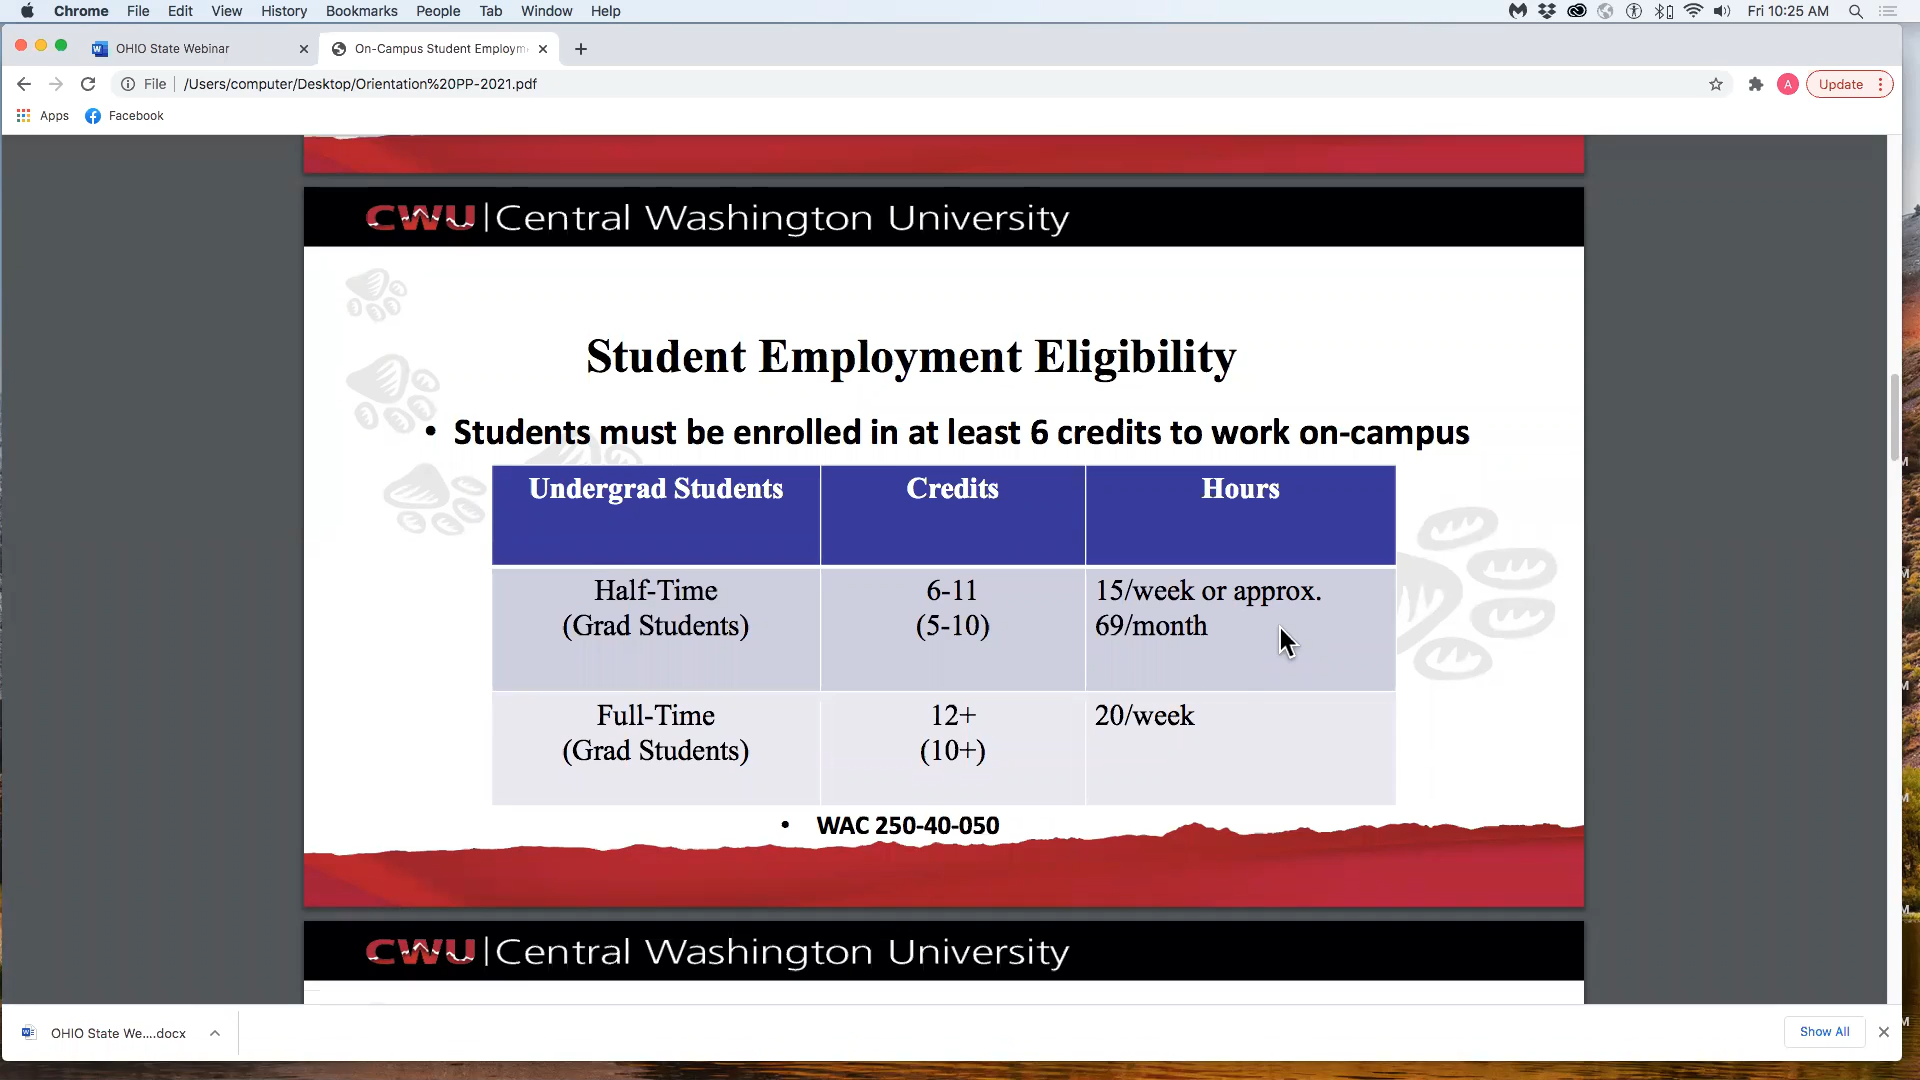 Chrome File Edit View History Bookmarks People Tab Window Help Fri 10:25 AM
OHIO State Webinar On-Campus Student Employm
File /Users/computer/Desktop/Orientation%20PP-2021.pdf A Update
Apps Facebook
CWU | Central Washington University
Student Employment Eligibility
• Students must be enrolled in at least 6 credits to work on-campus
Undergrad Students Credits Hours
Half-Time 6-11 15/week or approx.
(Grad Students) (5-10) 69/month
Full-Time 12+ 20/week
(Grad Students) (10+)
• WAC 250-40-050
CWU | Central Washington University
OHIO State We....docx Show All